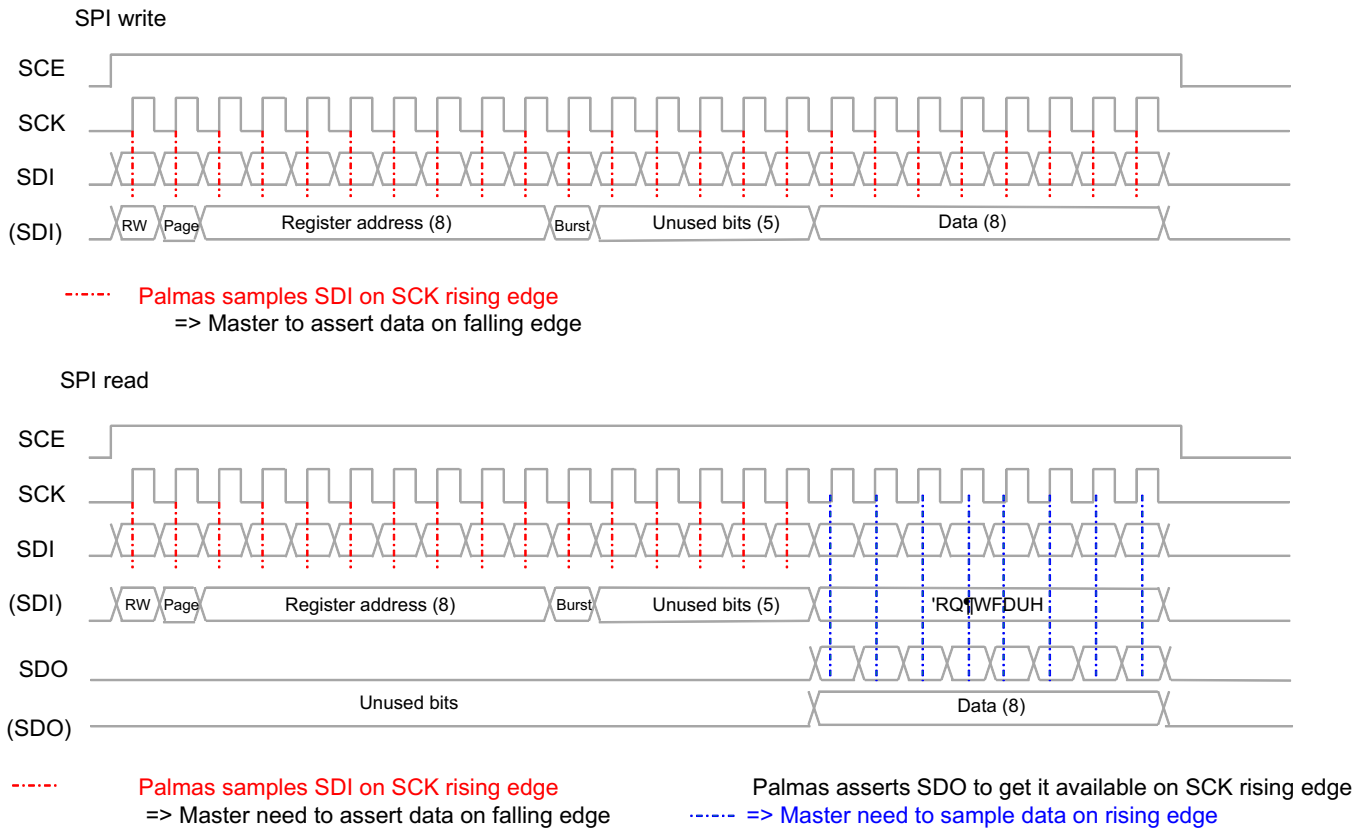 SPI write
SCE
SCK
SDI
(SDI) RW Page Register address (8) Burst Unused bits (5) Data (8)
Palmas samples SDI on SCK rising edge
=> Master to assert data on falling edge
SPI read
SCE
SCK
SDI
(SDI) RW Page Register address (8) Burst Unused bits (5) 'RQ¶WFDUH
SDO
(SDO) Unused bits Data (8)
Palmas samples SDI on SCK rising edge Palmas asserts SDO to get it available on SCK rising edge
=> Master need to assert data on falling edge => Master need to sample data on rising edge